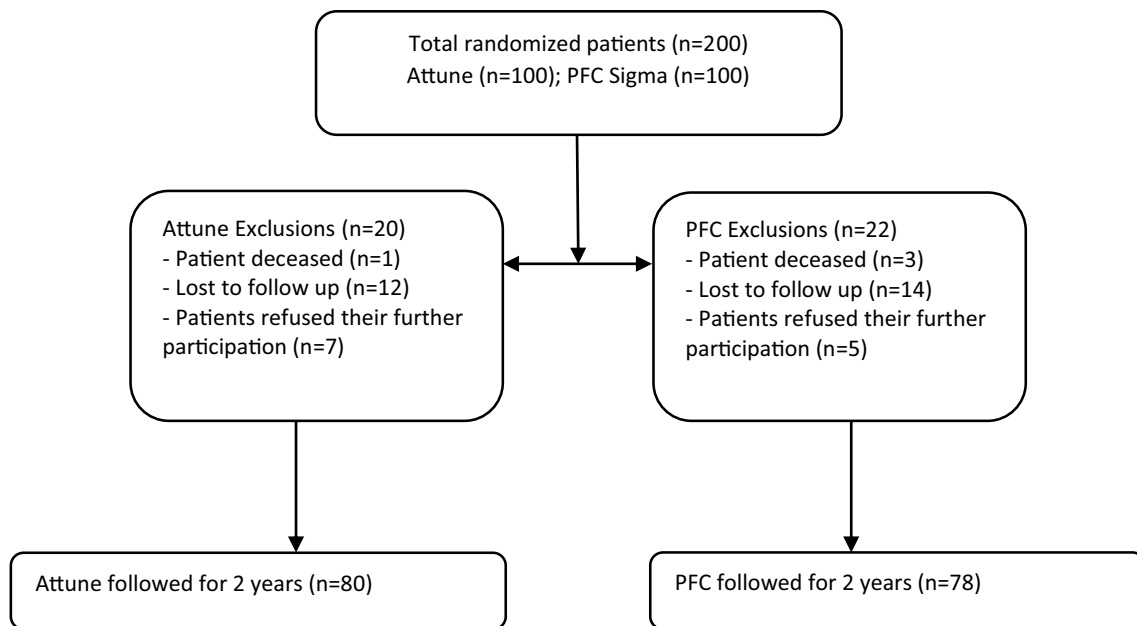 Total randomized patients (n=200)
Attune (n=100); PFC Sigma (n=100)
Attune Exclusions (n=20)
- Patient deceased (n=1)
- Lost to follow up (n=12)
- Patients refused their further
participation (n=7)
PFC Exclusions (n=22)
- Patient deceased (n=3)
- Lost to follow up (n=14)
- Patients refused their further
participation (n=5)
Attune followed for 2 years (n=80)
PFC followed for 2 years (n=78)